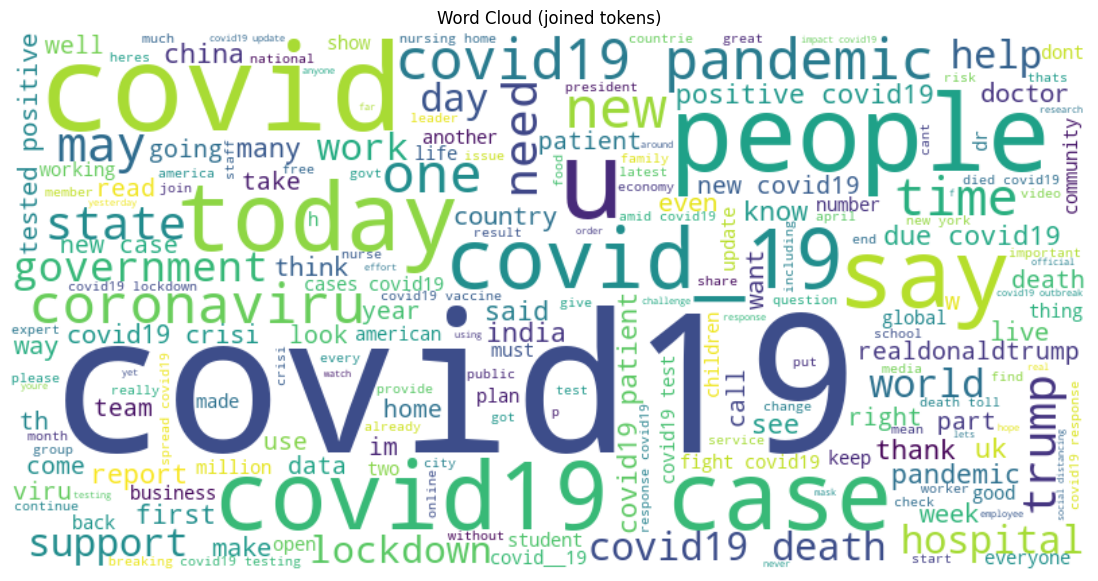 Word Cloud (joined tokens)
much
covid19 update
nursing home
countrie
great
impact covid19
well
heres
china
national
show
covid
anyone
far
covid19
pandemic
help
dont
risk
thats
tested positive
may
going
many
day
leader
another
work
life
issue
need
president
new
patient
around
positive covid19
people
doctor
research
cant
dr
community
working
america
staff
free
govt
member
join
read
take
yesterday
today
h
one
food
family
latest
economy
u
even
new covid19
know
number
april
died covid19
f
video
time
state
new case
country
result
nurse
effort
think
cases covid19
order
amid covid19
update
share
want
including
end
new york
due covid19
important
official
death
covid19 outbreak
thing
government
covid_19
say
w
coronaviru
covid19 lockdown
year
covid19 vaccine
give
said
challenge
question
response
global
school
live
expert
way
covid19 crisi
look
american
using
india
must
please
youre
yet
really
crisi
every
watch
public
plan
covid19 patient
children
call
put
media
find
real
realdonaldtrump
world
death toll
trump
covid19
team
made
home
provide
got
test
p
change
covid19 test
see
right
mean
part
lets
hope
th
month
group
spread covid19
use
im
already
service
thank
uk
come
report
million
data
two
city
online
response covid19
fight covid19
keep
pandemic
worker
good
social distancing
covid19 response
viru
testing
continue
business
first
covid19
case
mask
check
employee
week
back
support
make
open
lockdown
without
covid__19
student
covid19 death
never
hospital
start
everyone
breaking
covid19 testing